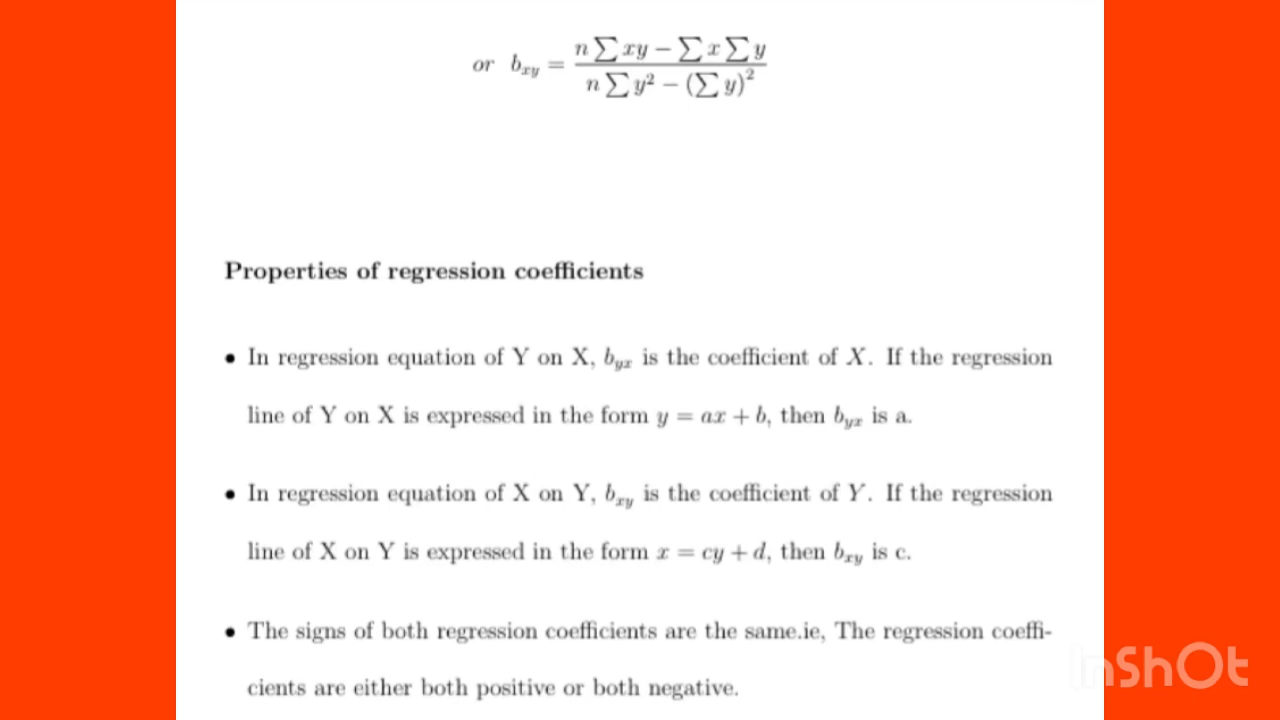 or b_{xy} = \frac{n \sum xy - \sum x \sum y}{n \sum y^2 - (\sum y)^2}
Properties of regression coefficients
• In regression equation of Y on X, b_{yx} is the coefficient of X. If the regression
line of Y on X is expressed in the form y = ax + b, then b_{yx} is a.
• In regression equation of X on Y, b_{xy} is the coefficient of Y. If the regression
line of X on Y is expressed in the form x = cy + d, then b_{xy} is c.
• The signs of both regression coefficients are the same.ie, The regression coeffi-
cients are either both positive or both negative.
InShOt